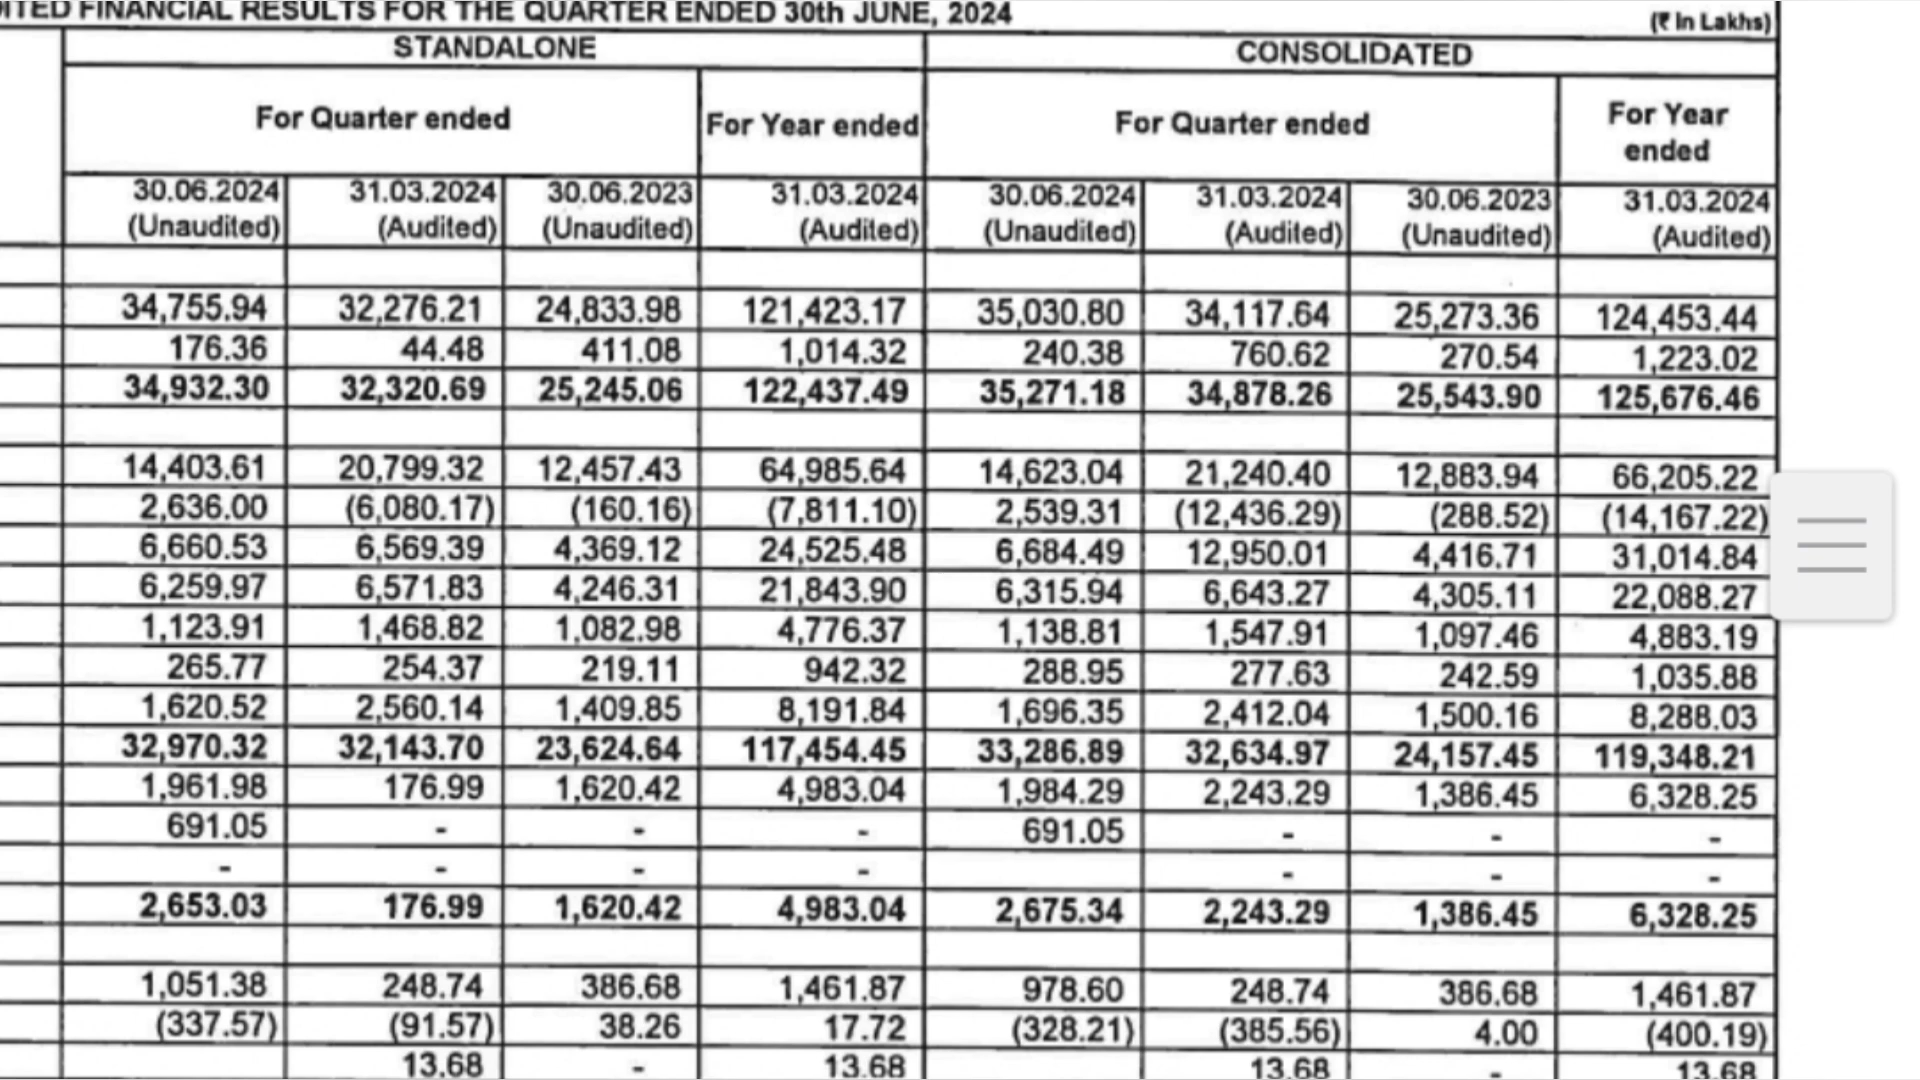 ITED FINANCIAL RESULTS FOR THE QUARTER ENDED 30th JUNE, 2024
(₹ In Lakhs)
STANDALONE CONSOLIDATED
For Quarter ended For Year ended For Quarter ended For Year ended
30.06.2024 31.03.2024 30.06.2023 31.03.2024 30.06.2024 31.03.2024 30.06.2023 31.03.2024
(Unaudited) (Audited) (Unaudited) (Audited) (Unaudited) (Audited) (Unaudited) (Audited)
34,755.94 32,276.21 24,833.98 121,423.17 35,030.80 34,117.64 25,273.36 124,453.44
176.36 44.48 411.08 1,014.32 240.38 760.62 270.54 1,223.02
34,932.30 32,320.69 25,245.06 122,437.49 35,271.18 34,878.26 25,543.90 125,676.46
14,403.61 20,799.32 12,457.43 64,985.64 14,623.04 21,240.40 12,883.94 66,205.22
2,636.00 (6,080.17) (160.16) (7,811.10) 2,539.31 (12,436.29) (288.52) (14,167.22)
6,660.53 6,569.39 4,369.12 24,525.48 6,684.49 12,950.01 4,416.71 31,014.84
6,259.97 6,571.83 4,246.31 21,843.90 6,315.94 6,643.27 4,305.11 22,088.27
1,123.91 1,468.82 1,082.98 4,776.37 1,138.81 1,547.91 1,097.46 4,883.19
265.77 254.37 219.11 942.32 288.95 277.63 242.59 1,035.88
1,620.52 2,560.14 1,409.85 8,191.84 1,696.35 2,412.04 1,500.16 8,288.03
32,970.32 32,143.70 23,624.64 117,454.45 33,286.89 32,634.97 24,157.45 119,348.21
1,961.98 176.99 1,620.42 4,983.04 1,984.29 2,243.29 1,386.45 6,328.25
691.05 - - - 691.05 - - -
- - - - - - -
2,653.03 176.99 1,620.42 4,983.04 2,675.34 2,243.29 1,386.45 6,328.25
1,051.38 248.74 386.68 1,461.87 978.60 248.74 386.68 1,461.87
(337.57) (91.57) 38.26 17.72 (328.21) (385.56) 4.00 (400.19)
13.68 - 13.68 13.68 - 13.68